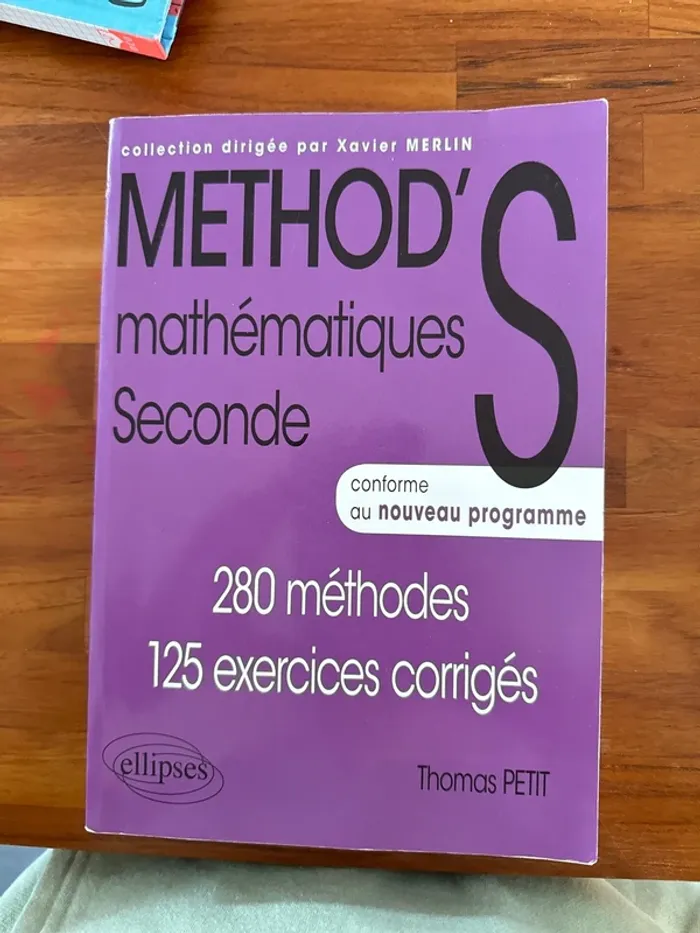 collection dirigée par Xavier MERLIN
METHOD'S
mathématiques
Seconde
conforme
au nouveau programme
280 méthodes
125 exercices corrigés
ellipses
Thomas PETIT